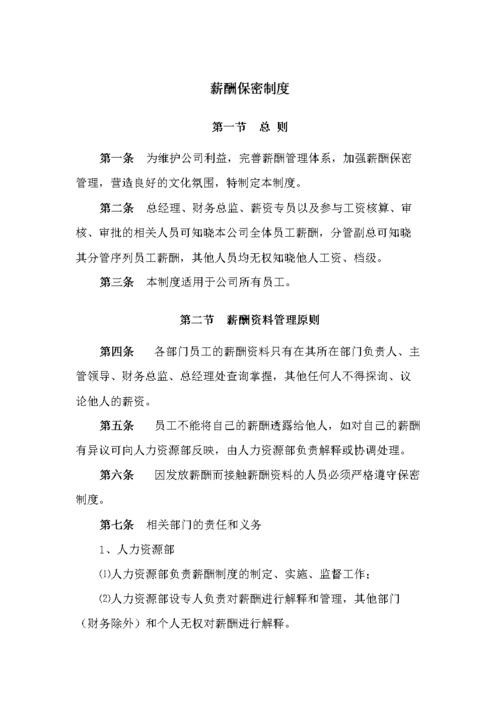 薪酬保密制度
第一节 总 则
第一条 为维护公司利益，完善薪酬管理体系，加强薪酬保密
管理，营造良好的文化氛围，特制定本制度。
第二条 总经理、财务总监、薪资专员以及参与工资核算、审
核、审批的相关人员可知晓本公司全体员工薪酬，分管副总可知晓
其分管序列员工薪酬，其他人员均无权知晓他人工资、档级。
第三条 本制度适用于公司所有员工。
第二节 薪酬资料管理原则
第四条 各部门员工的薪酬资料只有在其所在部门负责人、主
管领导、财务总监、总经理处查询掌握，其他任何人不得探询、议
论他人的薪资。
第五条 员工不能将自己的薪酬透露给他人，如对自己的薪酬
有异议可向人力资源部反映，由人力资源部负责解释或协调处理。
第六条 因发放薪酬而接触薪酬资料的人员必须严格遵守保密
制度。
第七条 相关部门的责任和义务
1、人力资源部
⑴人力资源部负责薪酬制度的制定、实施、监督工作；
⑵人力资源部设专人负责对薪酬进行解释和管理，其他部门
（财务除外）和个人无权对薪酬进行解释。